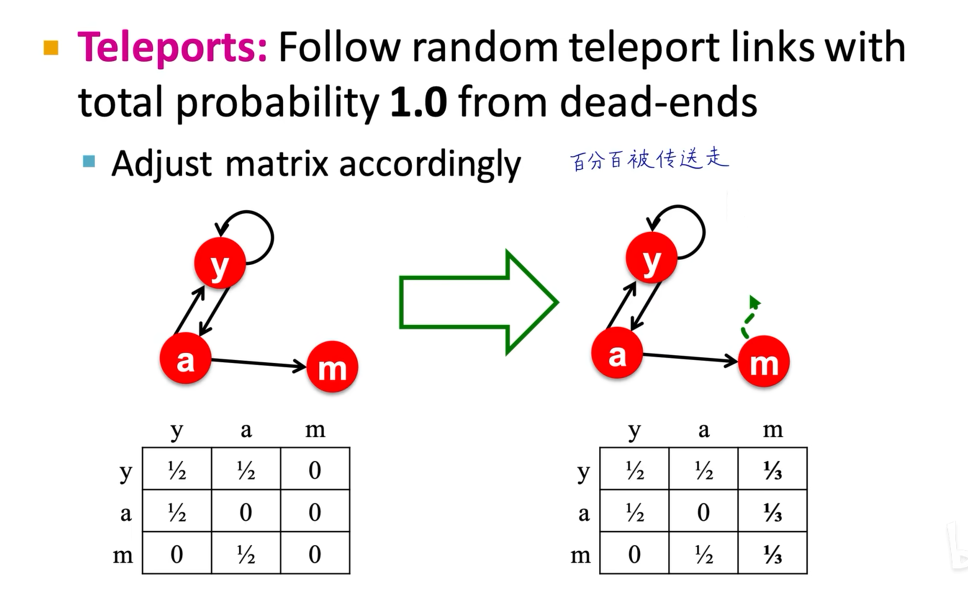 Teleports: Follow random teleport links with
total probability 1.0 from dead-ends
Adjust matrix accordingly
百分百被传送走
y
a
m
y
a
m
y a m
y ½ ½ 0
a ½ 0 0
m 0 ½ 0
y a m
y ½ ½ ⅓
a ½ 0 ⅓
m 0 ½ ⅓